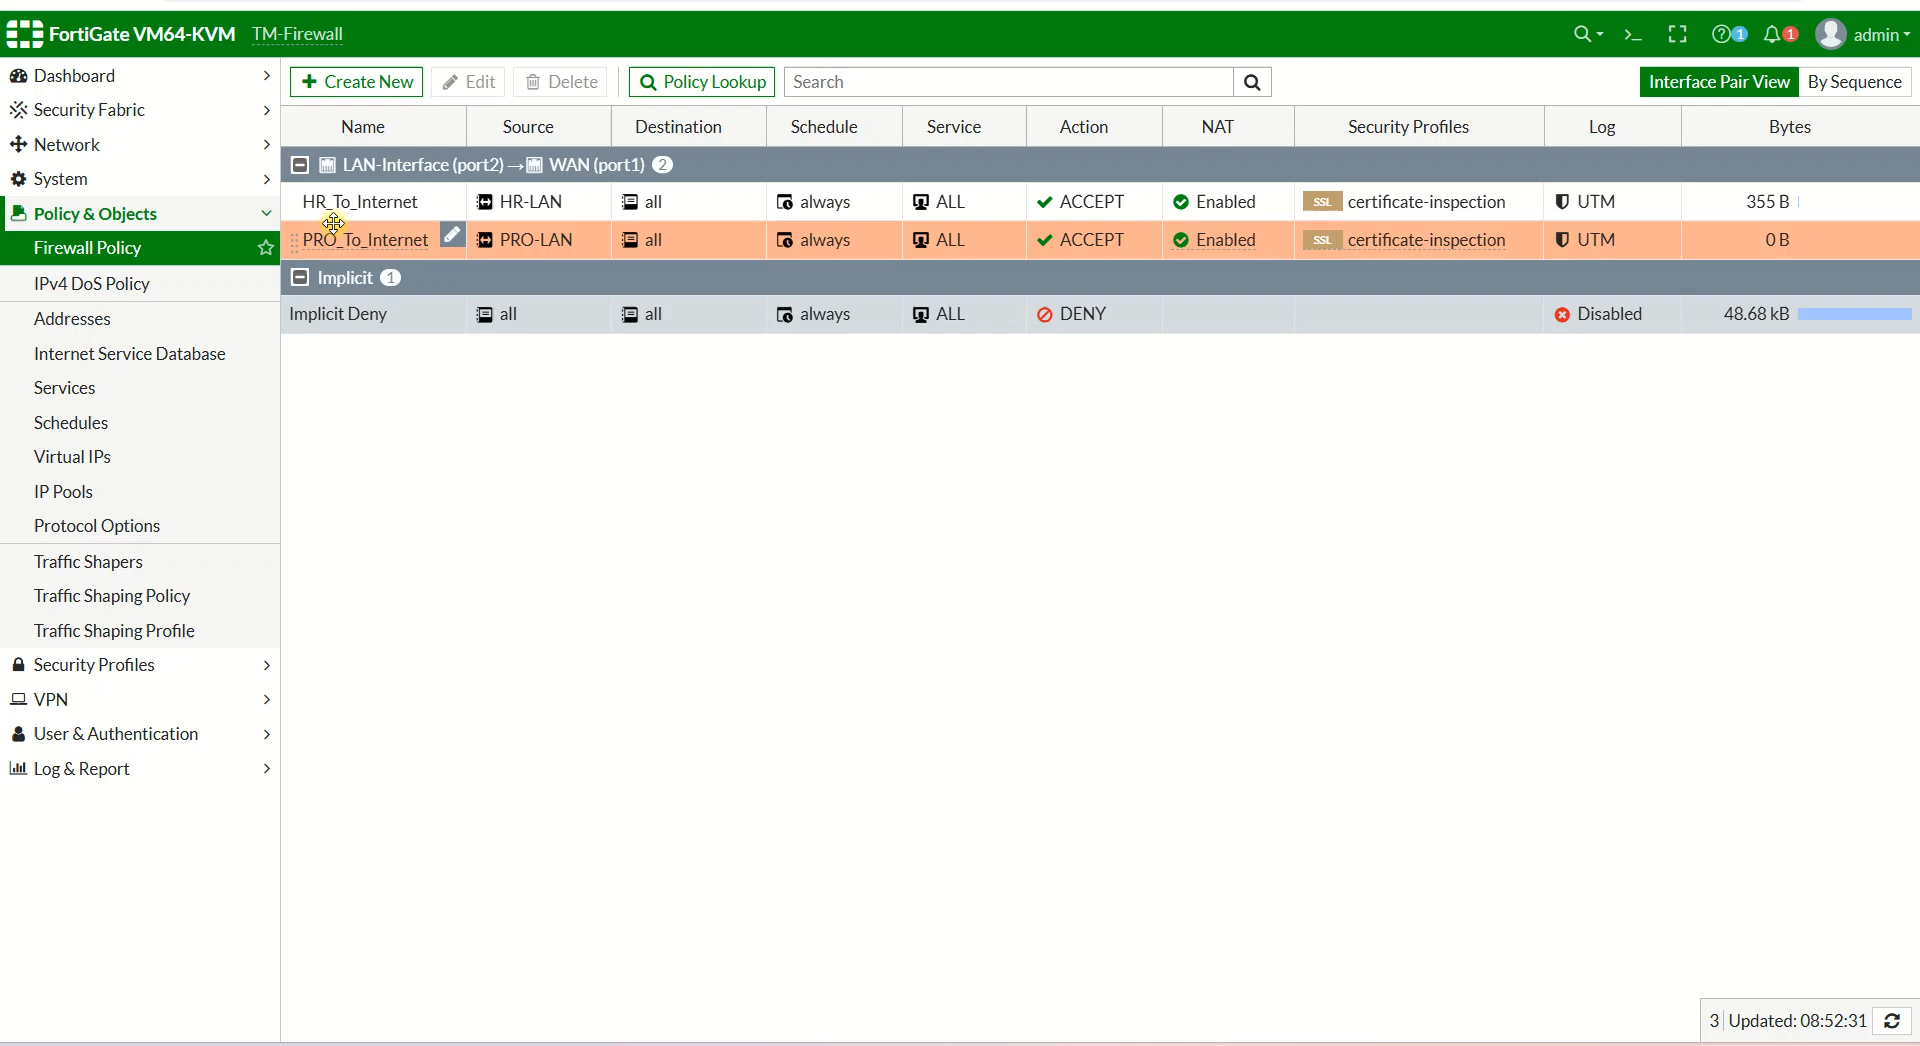 FortiGate VM64-KVM TM-Firewall 1 1 admin
Dashboard
Security Fabric
Network
System
Policy & Objects
Firewall Policy
IPv4 DoS Policy
Addresses
Internet Service Database
Services
Schedules
Virtual IPs
IP Pools
Protocol Options
Traffic Shapers
Traffic Shaping Policy
Traffic Shaping Profile
Security Profiles
VPN
User & Authentication
Log & Report
Create New Edit Delete Policy Lookup Search Interface Pair View By Sequence
Name Source Destination Schedule Service Action NAT Security Profiles Log Bytes
LAN-Interface (port2) → WAN (port1) 2
HR_To_Internet HR-LAN all always ALL ACCEPT Enabled SSL certificate-inspection UTM 355 B
PRO_To_Internet PRO-LAN all always ALL ACCEPT Enabled SSL certificate-inspection UTM 0 B
Implicit 1
Implicit Deny all all always ALL DENY Disabled 48.68 kB
3 Updated: 08:52:31